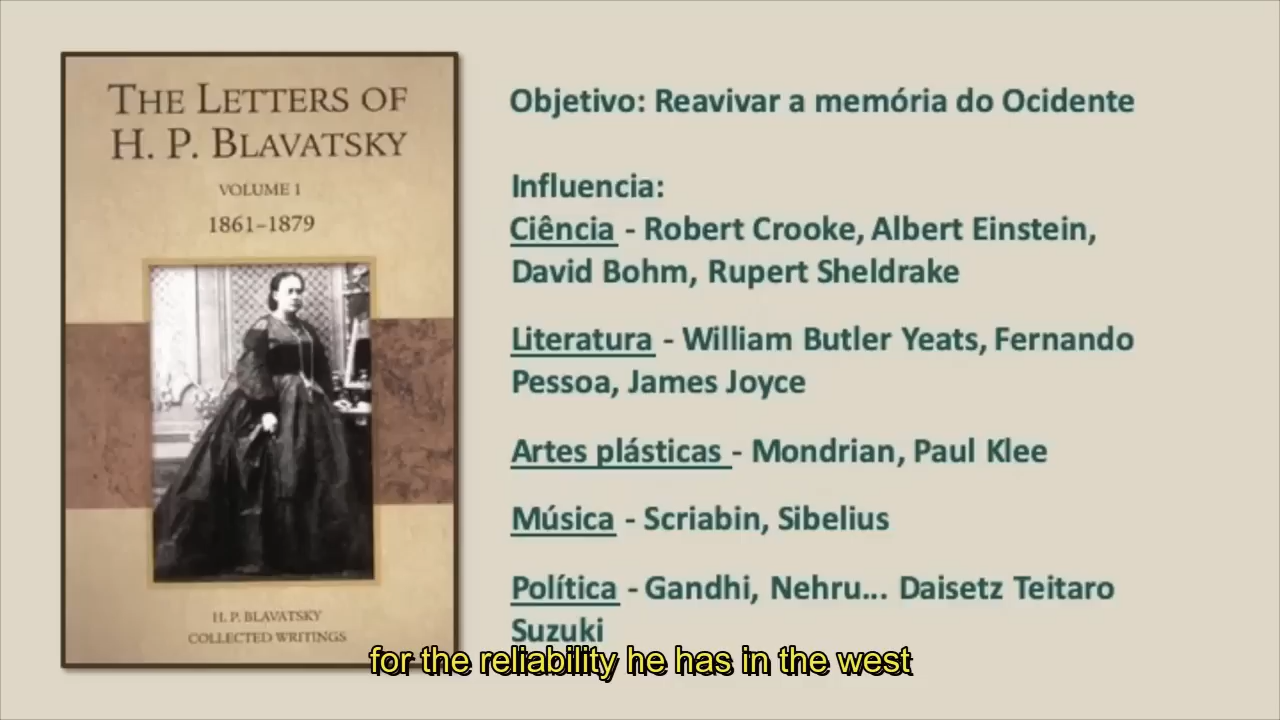 THE LETTERS OF
H. P. BLAVATSKY
VOLUME 1
1861–1879
H. P. BLAVATSKY
COLLECTED WRITINGS
Objetivo: Reavivar a memória do Ocidente
Influencia:
Ciência - Robert Crooke, Albert Einstein,
David Bohm, Rupert Sheldrake
Literatura - William Butler Yeats, Fernando
Pessoa, James Joyce
Artes plásticas - Mondrian, Paul Klee
Música - Scriabin, Sibelius
Política - Gandhi, Nehru... Daisetz Teitaro
Suzuki
for the reliability he has in the west